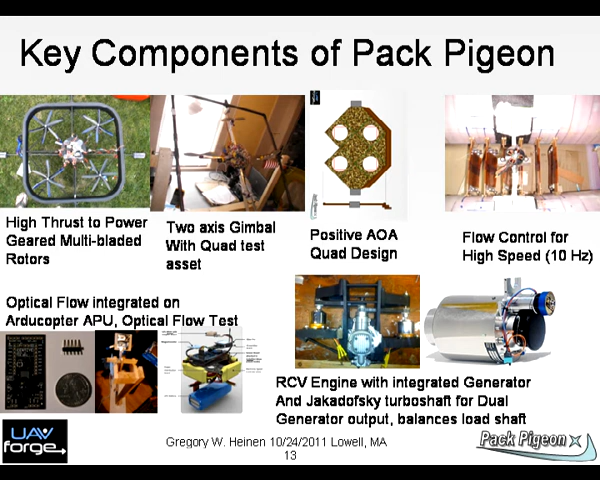 Key Components of Pack Pigeon
High Thrust to Power
Geared Multi-bladed
Rotors
Two axis Gimbal
With Quad test
asset
Positive AOA
Quad Design
Flow Control for
High Speed (10 Hz)
Optical Flow integrated on
Arducopter APU, Optical Flow Test
RCV Engine with integrated Generator
And Jakadofsky turboshaft for Dual
Generator output, balances load shaft
UAV
forge
Gregory W. Heinen 10/24/2011 Lowell, MA
13
Pack Pigeon